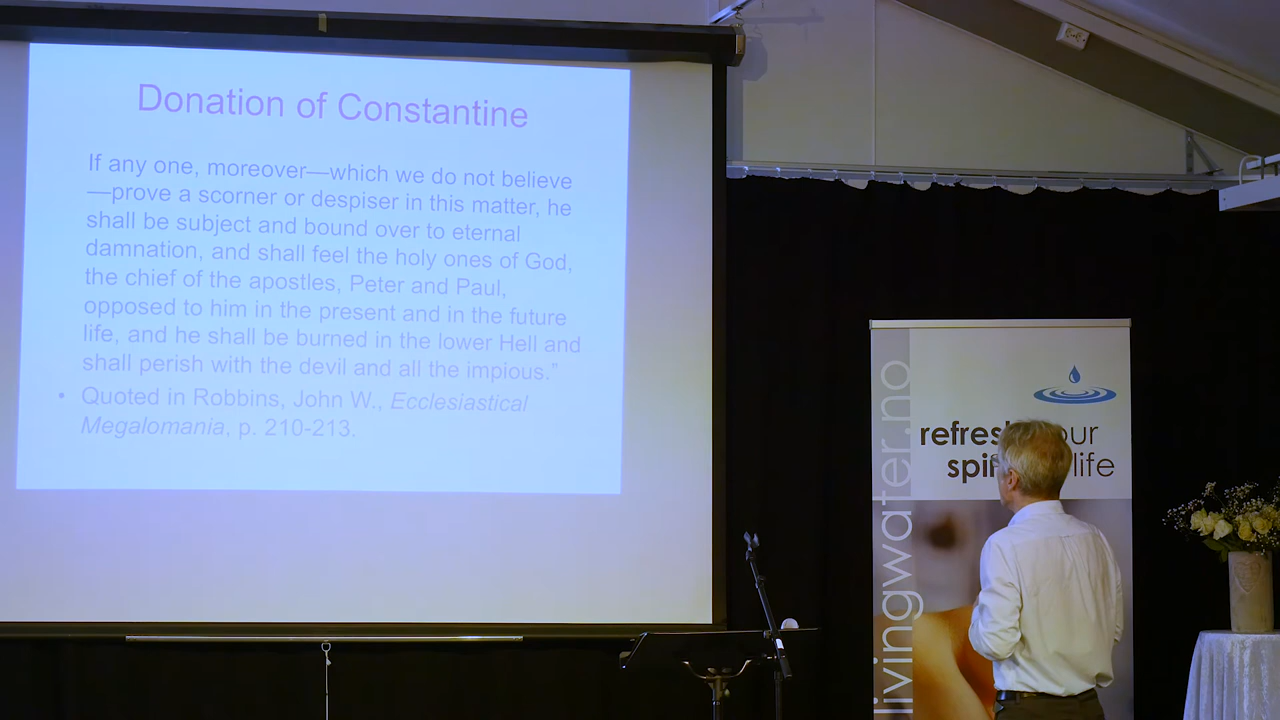 Donation of Constantine
If any one, moreover—which we do not believe
—prove a scorner or despiser in this matter, he
shall be subject and bound over to eternal
damnation, and shall feel the holy ones of God,
the chief of the apostles, Peter and Paul,
opposed to him in the present and in the future
life, and he shall be burned in the lower Hell and
shall perish with the devil and all the impious.”
• Quoted in Robbins, John W., Ecclesiastical
Megalomania, p. 210-213.
livingwater.no
life